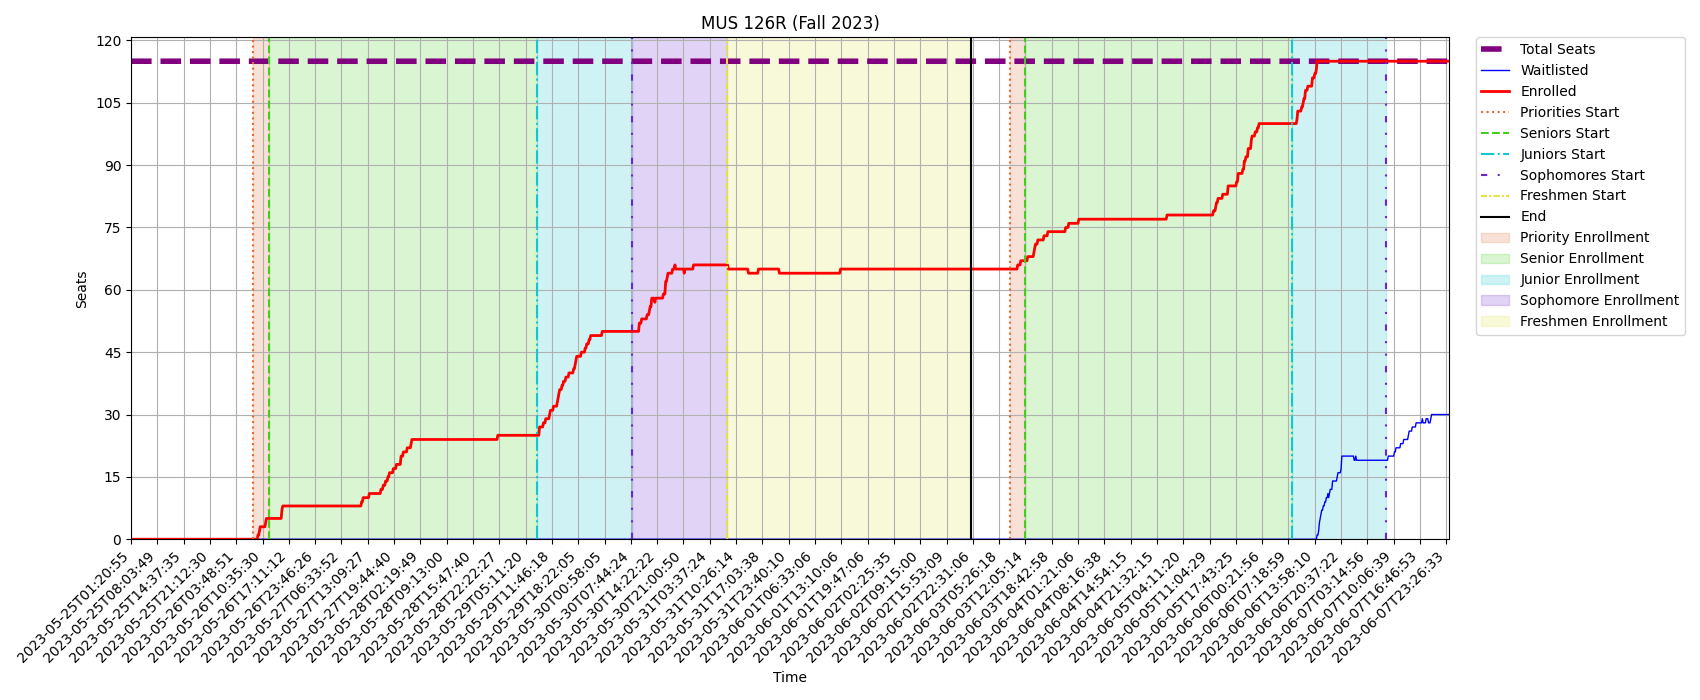 MUS 126R (Fall 2023)
120
105
90
75
60
45
30
15
0
Seats
2023-05-25T01:20:55
2023-05-25T08:03:49
2023-05-25T14:37:35
2023-05-25T21:12:30
2023-05-26T03:48:51
2023-05-26T10:35:30
2023-05-26T17:11:12
2023-05-26T23:46:26
2023-05-27T06:33:52
2023-05-27T13:09:27
2023-05-27T19:44:40
2023-05-28T02:19:49
2023-05-28T09:13:00
2023-05-28T15:47:40
2023-05-28T22:22:27
2023-05-29T05:11:20
2023-05-29T11:46:18
2023-05-29T18:22:05
2023-05-30T00:58:05
2023-05-30T07:44:24
2023-05-30T14:22:22
2023-05-30T21:00:50
2023-05-31T03:37:24
2023-05-31T10:26:14
2023-05-31T17:03:38
2023-05-31T23:40:10
2023-06-01T06:33:06
2023-06-01T13:10:06
2023-06-01T19:47:06
2023-06-02T02:25:35
2023-06-02T09:15:00
2023-06-02T15:53:09
2023-06-02T22:31:06
2023-06-03T05:26:18
2023-06-03T12:05:14
2023-06-03T18:42:58
2023-06-04T01:21:06
2023-06-04T08:16:38
2023-06-04T14:54:15
2023-06-04T21:32:15
2023-06-05T04:11:20
2023-06-05T11:04:29
2023-06-05T17:43:25
2023-06-06T00:21:56
2023-06-06T07:18:59
2023-06-06T13:58:10
2023-06-06T20:37:22
2023-06-07T03:14:56
2023-06-07T10:06:39
2023-06-07T16:46:53
2023-06-07T23:26:33
Time
Total Seats
Waitlisted
Enrolled
Priorities Start
Seniors Start
Juniors Start
Sophomores Start
Freshmen Start
End
Priority Enrollment
Senior Enrollment
Junior Enrollment
Sophomore Enrollment
Freshmen Enrollment